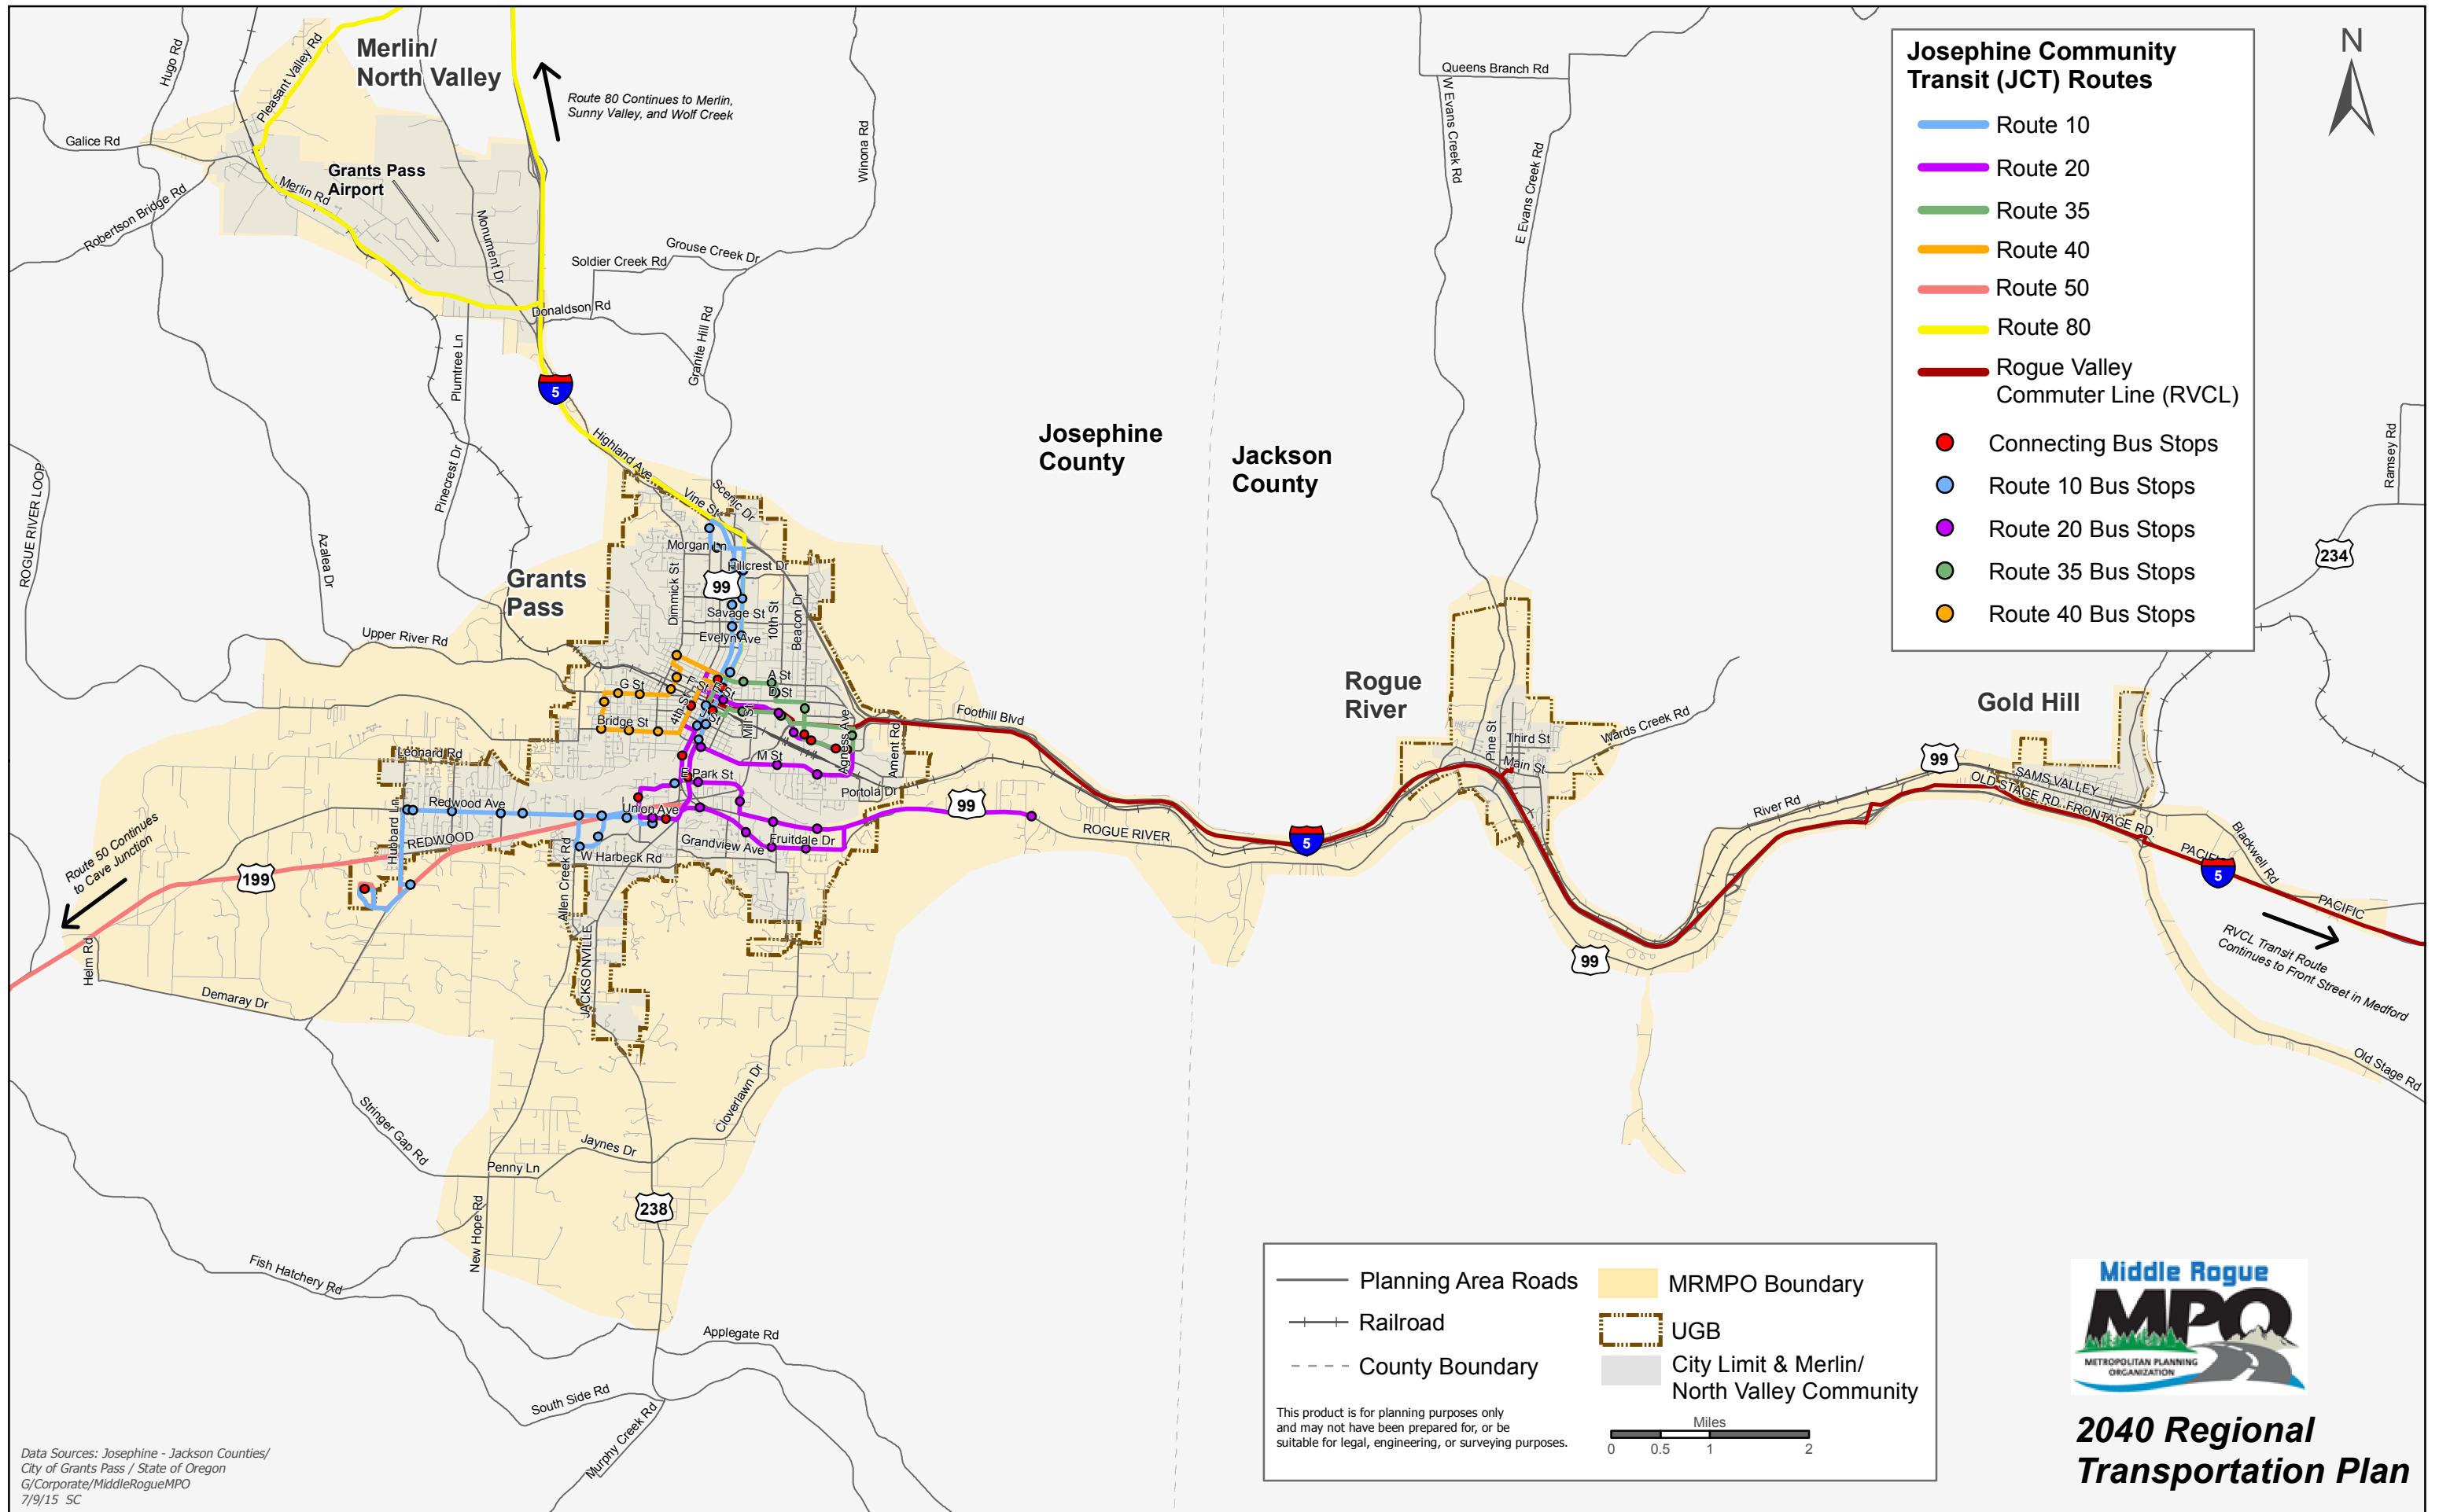 Merlin/
North Valley
Hugo Rd
Pleasant Valley Rd
Route 80 Continues to Merlin,
Sunny Valley, and Wolf Creek
Galice Rd
Winona Rd
Grants Pass
Airport
Merlin Rd
Robertson Bridge Rd
Monument Dr
Grouse Creek Dr
Soldier Creek Rd
Donaldson Rd
Granite Hill Rd
Plumtree Ln
5
Highland Ave
Pinecrest Dr
ROGUE RIVER LOOP
Azalea Dr
Vine St
Scenic Dr
Morgan Ln
Hillcrest Dr
Grants
Pass
99
Dimmick St
Savage St
10th St
Beacon Dr
Evelyn Ave
Upper River Rd
A St
D St
G St
F St
E St
J St
4th St
Bridge St
Mill St
Agness Ave
Ament Rd
Foothill Blvd
M St
Leonard Rd
E Park St
Portola Dr
Redwood Ave
Union Ave
Hubbard Ln
REDWOOD
Grandview Ave
Fruitdale Dr
W Harbeck Rd
99
ROGUE RIVER
Route 50 Continues
to Cave Junction
199
Allen Creek Rd
JACKSONVILLE
Helm Rd
Demaray Dr
Cloverlawn Dr
Stringer Gap Rd
Jaynes Dr
Penny Ln
238
New Hope Rd
Fish Hatchery Rd
Applegate Rd
South Side Rd
Murphy Creek Rd
Josephine
County
Jackson
County
Queens Branch Rd
W Evans Creek Rd
E Evans Creek Rd
Rogue
River
Pine St
Third St
Main St
Wards Creek Rd
5
99
River Rd
99
Gold Hill
SAMS VALLEY
OLD STAGE RD. FRONTAGE RD.
PACIFIC
5
Blackwell Rd
PACIFIC
RVCL Transit Route
Continues to Front Street in Medford
Old Stage Rd
234
Ramsey Rd
N
Josephine Community
Transit (JCT) Routes
Route 10
Route 20
Route 35
Route 40
Route 50
Route 80
Rogue Valley
Commuter Line (RVCL)
Connecting Bus Stops
Route 10 Bus Stops
Route 20 Bus Stops
Route 35 Bus Stops
Route 40 Bus Stops
Planning Area Roads
Railroad
County Boundary
MRMPO Boundary
UGB
City Limit & Merlin/
North Valley Community
This product is for planning purposes only
and may not have been prepared for, or be
suitable for legal, engineering, or surveying purposes.
Miles
0 0.5 1 2
Middle Rogue
MPO
METROPOLITAN PLANNING
ORGANIZATION
2040 Regional
Transportation Plan
Data Sources: Josephine - Jackson Counties/
City of Grants Pass / State of Oregon
G/Corporate/MiddleRogueMPO
7/9/15 SC